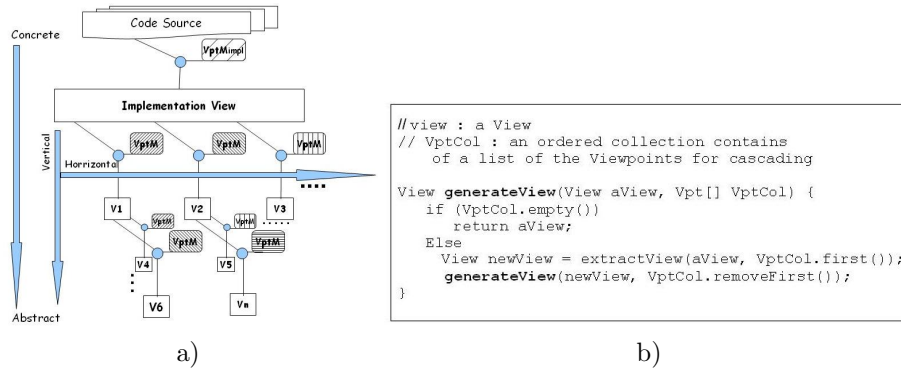 Code Source
Concrete
VptMimpl
Implementation View
Vertical
VptM
VptM
VptM
Horrizonta
....
V1
V2
V3
......
VptM
VptM
VptM
VptM
V4
V5
V6
Vn
Abstract
a)
// view : a View
// VptCol : an ordered collection contains
of a list of the Viewpoints for cascading
View generateView(View aView, Vpt[] VptCol) {
if (VptCol.empty())
return aView;
Else
View newView = extractView(aView, VptCol.first());
generateView(newView, VptCol.removeFirst());
}
b)